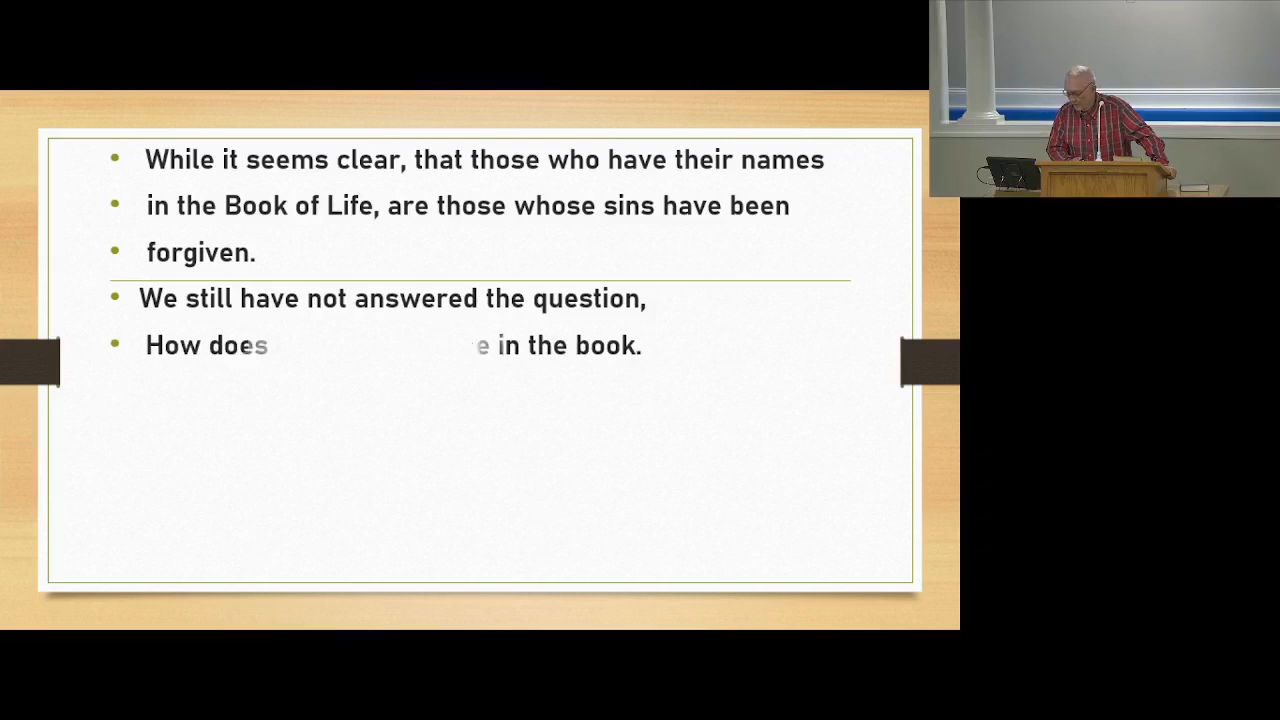 • While it seems clear, that those who have their names
• in the Book of Life, are those whose sins have been
• forgiven.
• We still have not answered the question,
• How does in the book.